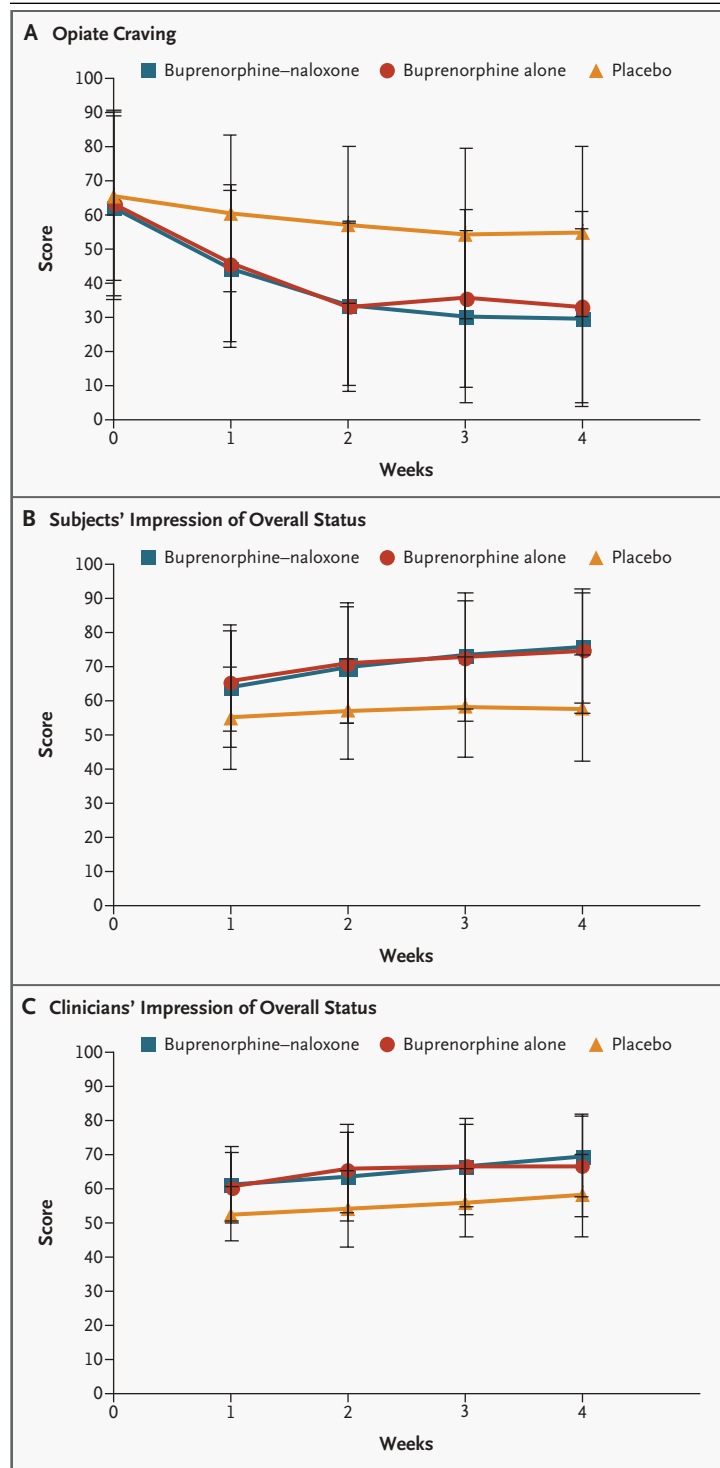 A Opiate Craving
Buprenorphine–naloxone Buprenorphine alone Placebo
100
90
80
70
60
50
40
30
20
10
0
Score
0 1 2 3 4
Weeks
B Subjects’ Impression of Overall Status
Buprenorphine–naloxone Buprenorphine alone Placebo
100
90
80
70
60
50
40
30
20
10
0
Score
0 1 2 3 4
Weeks
C Clinicians’ Impression of Overall Status
Buprenorphine–naloxone Buprenorphine alone Placebo
100
90
80
70
60
50
40
30
20
10
0
Score
0 1 2 3 4
Weeks